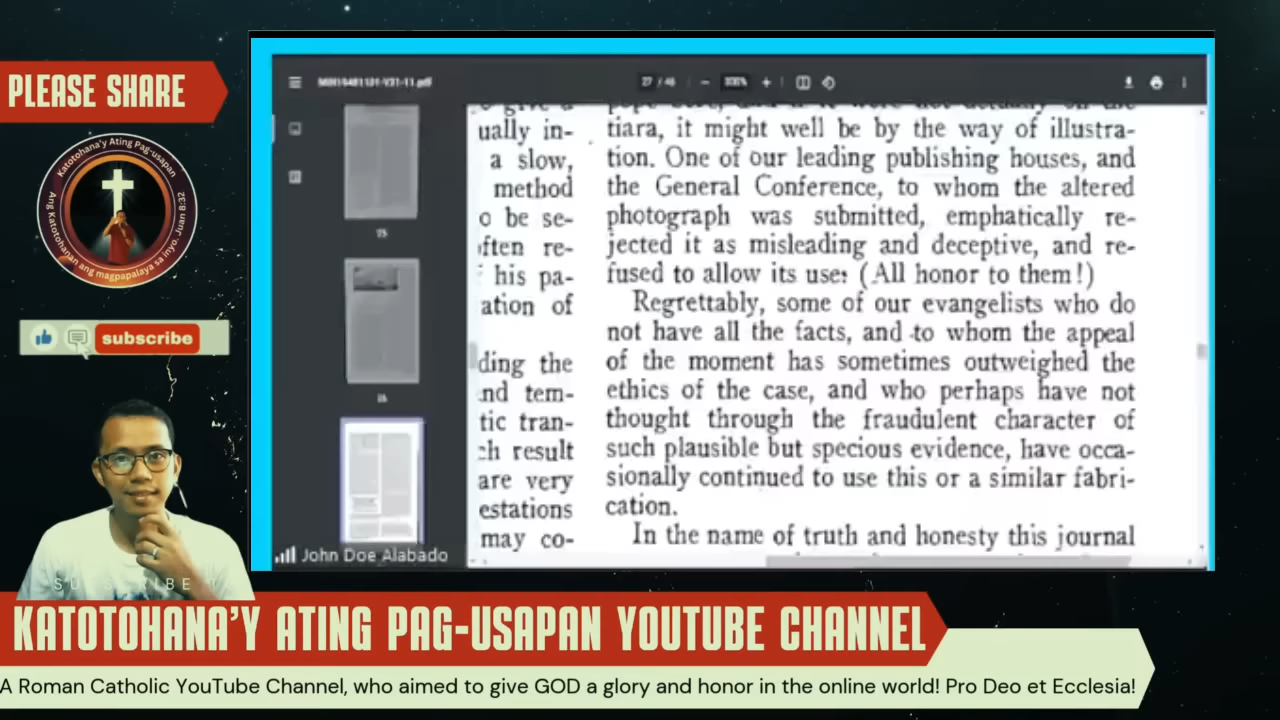 PLEASE SHARE
Katotohana'y Ating Pag-usapan
Ang Katotohanan ang magpapalaya sa inyo. Juan 8:32
subscribe
27 / 46
ually in-
a slow,
method
o be se-
ften re-
his pa-
ation of
ding the
nd tem-
tic tran-
ch result
are very
estations
may co-
tiara, it might well be by the way of illustra-
tion. One of our leading publishing houses, and
the General Conference, to whom the altered
photograph was submitted, emphatically re-
jected it as misleading and deceptive, and re-
fused to allow its use: (All honor to them!)
Regrettably, some of our evangelists who do
not have all the facts, and to whom the appeal
of the moment has sometimes outweighed the
ethics of the case, and who perhaps have not
thought through the fraudulent character of
such plausible but specious evidence, have occa-
sionally continued to use this or a similar fabri-
cation.
In the name of truth and honesty this journal
John Doe Alabado
KATOTOHANA'Y ATING PAG-USAPAN YOUTUBE CHANNEL
A Roman Catholic YouTube Channel, who aimed to give GOD a glory and honor in the online world! Pro Deo et Ecclesia!